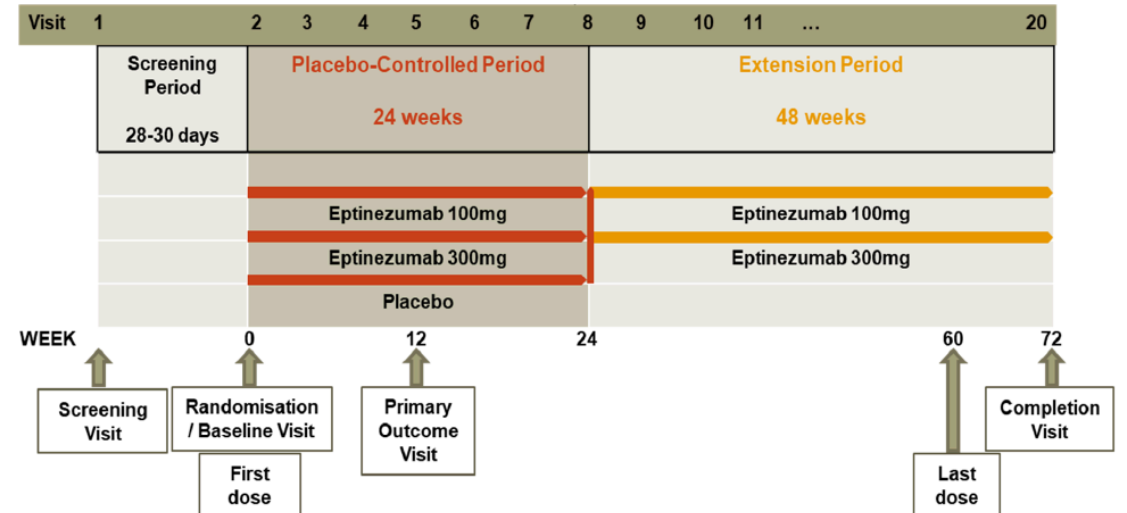 Visit 1 2 3 4 5 6 7 8 9 10 11 ... 20
Screening
Period
28-30 days
Placebo-Controlled Period
24 weeks
Extension Period
48 weeks
Eptinezumab 100mg
Eptinezumab 300mg
Placebo
Eptinezumab 100mg
Eptinezumab 300mg
WEEK 0 12 24 60 72
Screening
Visit
Randomisation
/ Baseline Visit
First
dose
Primary
Outcome
Visit
Last
dose
Completion
Visit